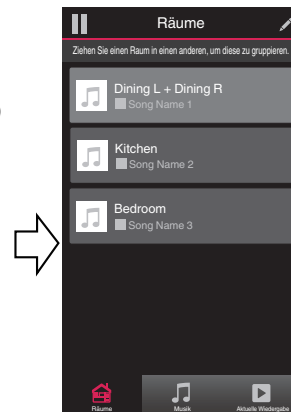 Räume
Ziehen Sie einen Raum in einen anderen, um diese zu gruppieren.
Dining L + Dining R
Song Name 1
Kitchen
Song Name 2
Bedroom
Song Name 3
Räume Musik Aktuelle Wiedergabe